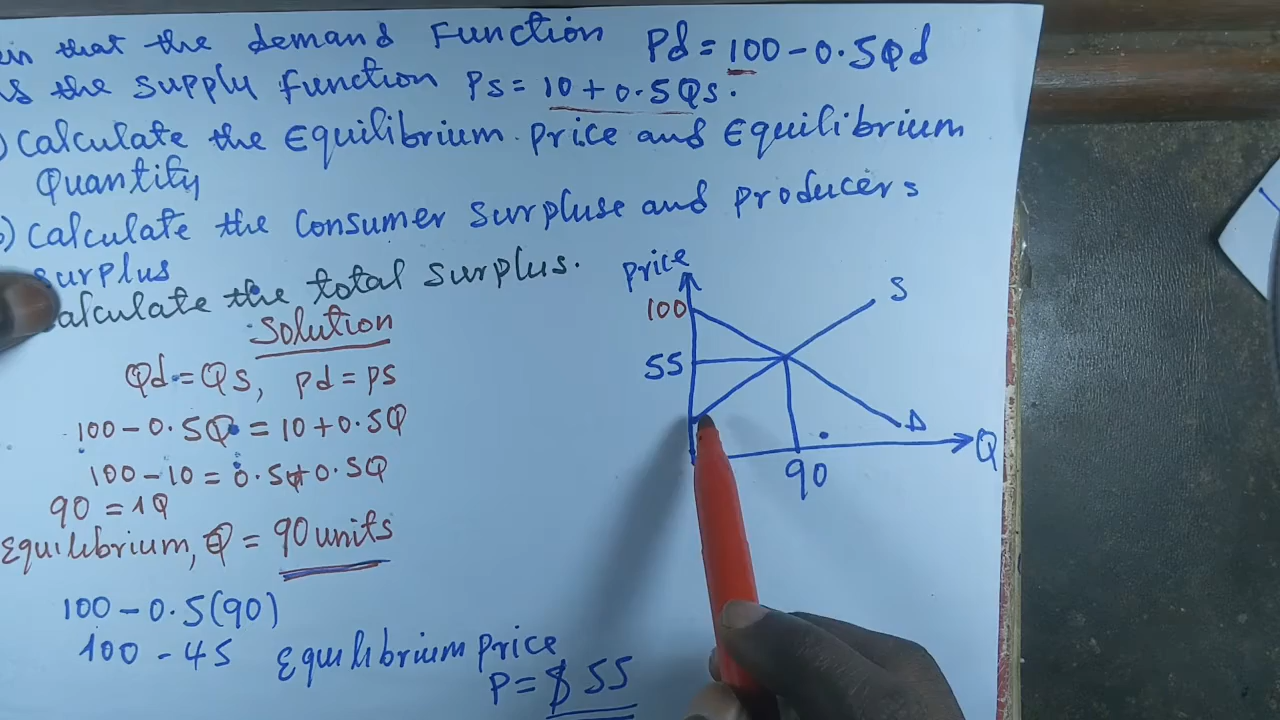 in that the demand Function Pd = 100 - 0.5Qd
s the supply function Ps = 10 + 0.5Qs.
) Calculate the Equilibrium price and Equilibrium
Quantity
) Calculate the Consumer Surpluse and producers
surplus
alculate the total surplus.
Solution
Qd = Qs, pd = ps
100 - 0.5Q = 10 + 0.5Q
100 - 10 = 0.5Q + 0.5Q
90 = 1Q
Equilibrium, Q = 90 units
100 - 0.5(90)
100 - 45
Equilibrium price
P = $55
price
100
55
S
D
Q
90